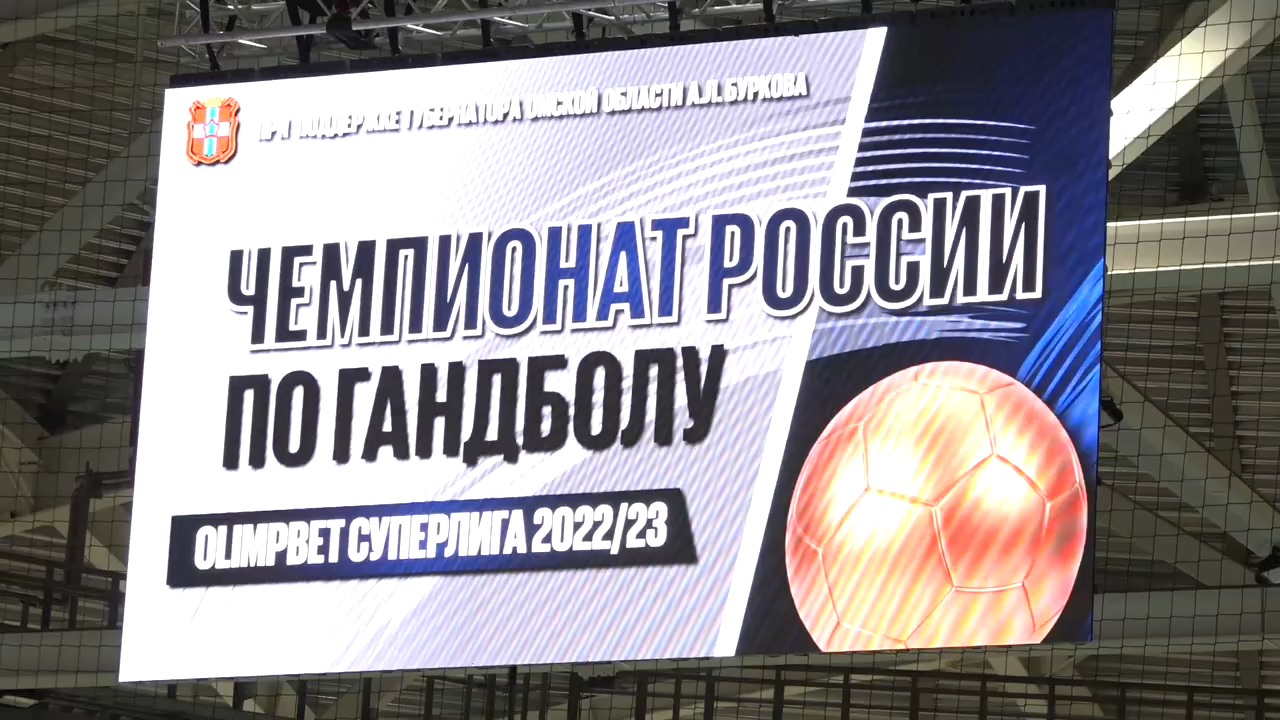 ПРИ ПОДДЕРЖКЕ ГУБЕРНАТОРА ОМСКОЙ ОБЛАСТИ А.Л. БУРКОВА
ЧЕМПИОНАТ РОССИИ
ПО ГАНДБОЛУ
OLIMPBET СУПЕРЛИГА 2022/23